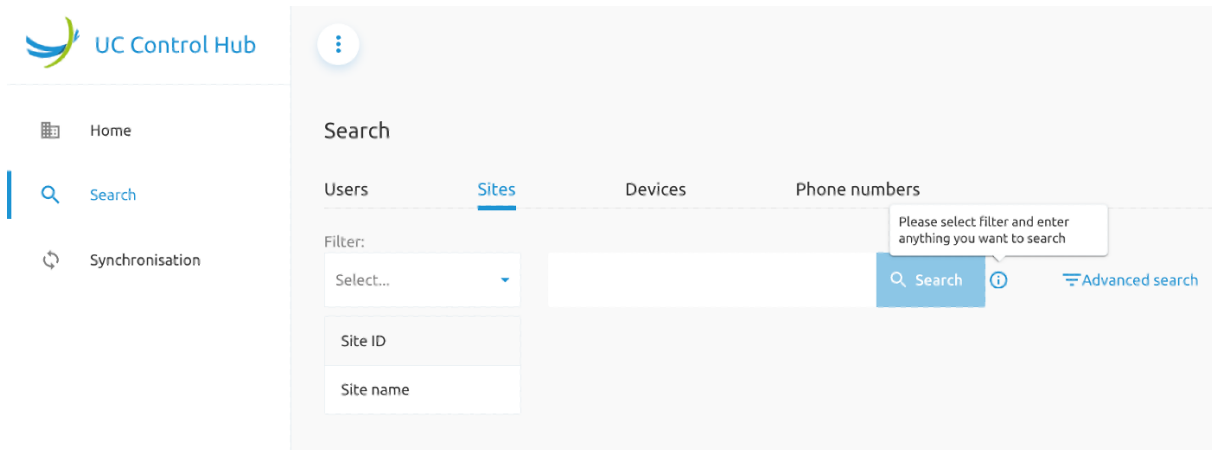 UC Control Hub
Home
Search
Synchronisation
Search
Users
Sites
Devices
Phone numbers
Please select filter and enter
anything you want to search
Filter:
Select...
Search
Advanced search
Site ID
Site name